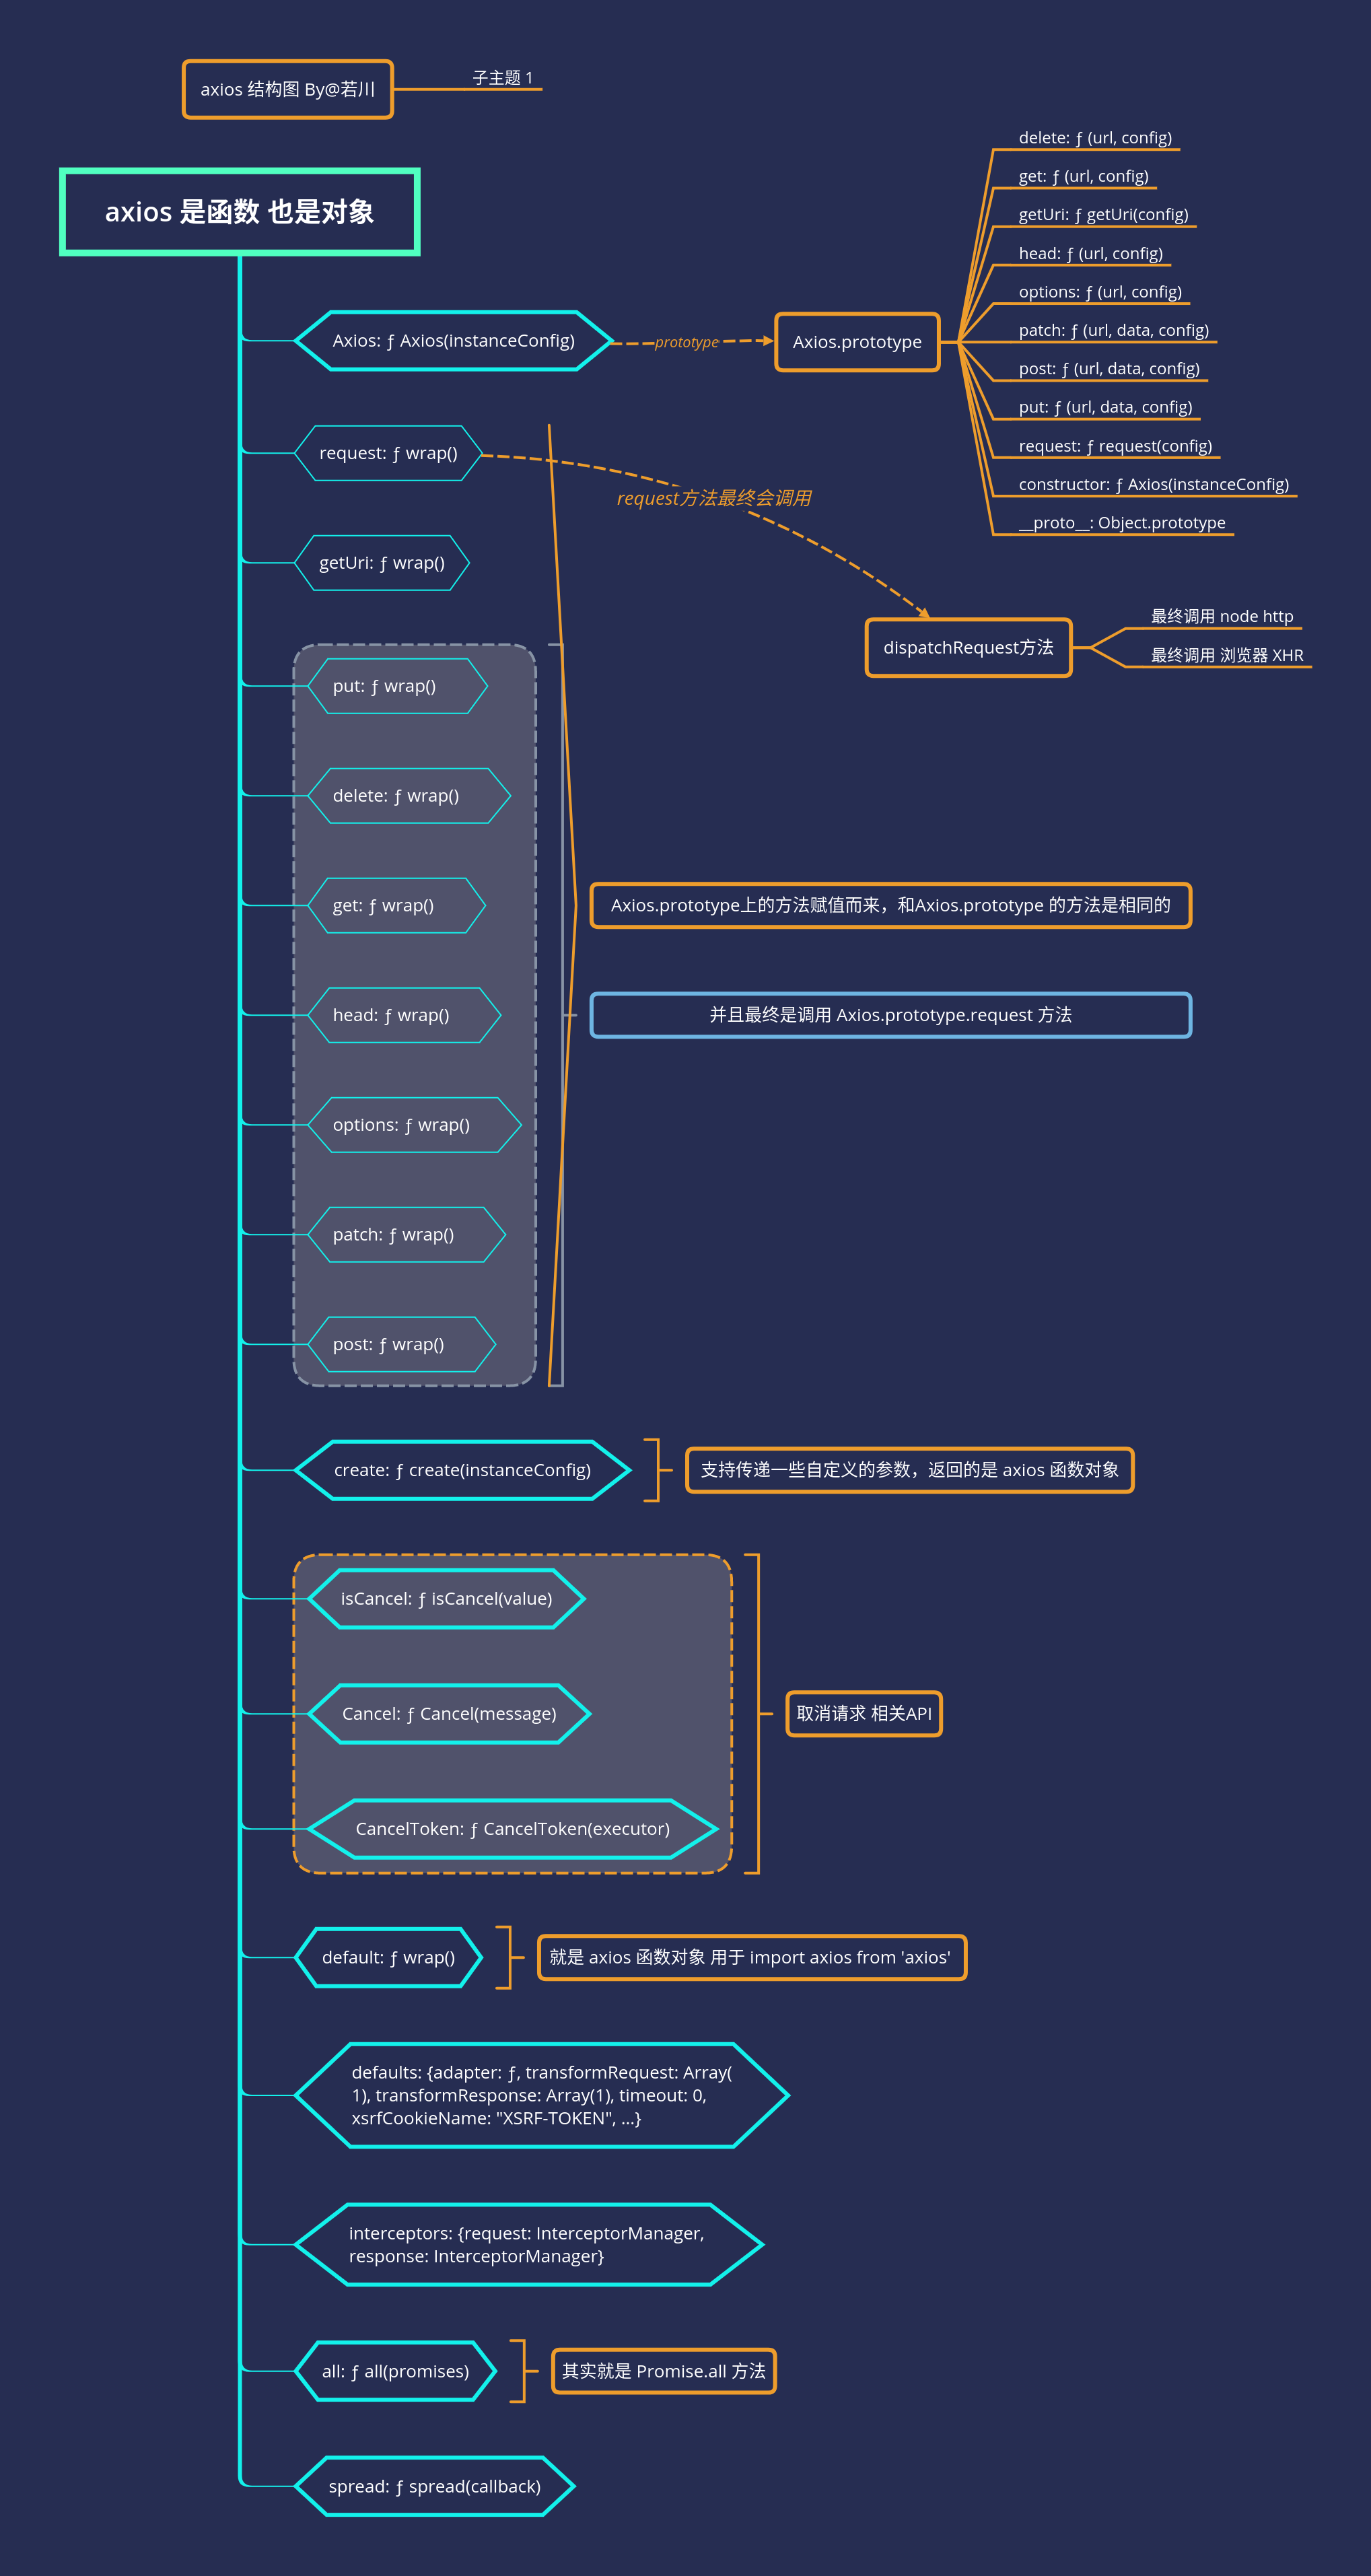 axios 结构图 By@若川
子主题 1
axios 是函数 也是对象
Axios: ƒ Axios(instanceConfig)
prototype
Axios.prototype
delete: ƒ (url, config)
get: ƒ (url, config)
getUri: ƒ getUri(config)
head: ƒ (url, config)
options: ƒ (url, config)
patch: ƒ (url, data, config)
post: ƒ (url, data, config)
put: ƒ (url, data, config)
request: ƒ request(config)
constructor: ƒ Axios(instanceConfig)
__proto__: Object.prototype
request: ƒ wrap()
request方法最终会调用
dispatchRequest方法
最终调用 node http
最终调用 浏览器 XHR
getUri: ƒ wrap()
put: ƒ wrap()
delete: ƒ wrap()
get: ƒ wrap()
Axios.prototype上的方法赋值而来，和Axios.prototype 的方法是相同的
head: ƒ wrap()
并且最终是调用 Axios.prototype.request 方法
options: ƒ wrap()
patch: ƒ wrap()
post: ƒ wrap()
create: ƒ create(instanceConfig)
支持传递一些自定义的参数，返回的是 axios 函数对象
isCancel: ƒ isCancel(value)
Cancel: ƒ Cancel(message)
取消请求 相关API
CancelToken: ƒ CancelToken(executor)
default: ƒ wrap()
就是 axios 函数对象 用于 import axios from 'axios'
defaults: {adapter: ƒ, transformRequest: Array(
1), transformResponse: Array(1), timeout: 0,
xsrfCookieName: "XSRF-TOKEN", …}
interceptors: {request: InterceptorManager,
response: InterceptorManager}
all: ƒ all(promises)
其实就是 Promise.all 方法
spread: ƒ spread(callback)